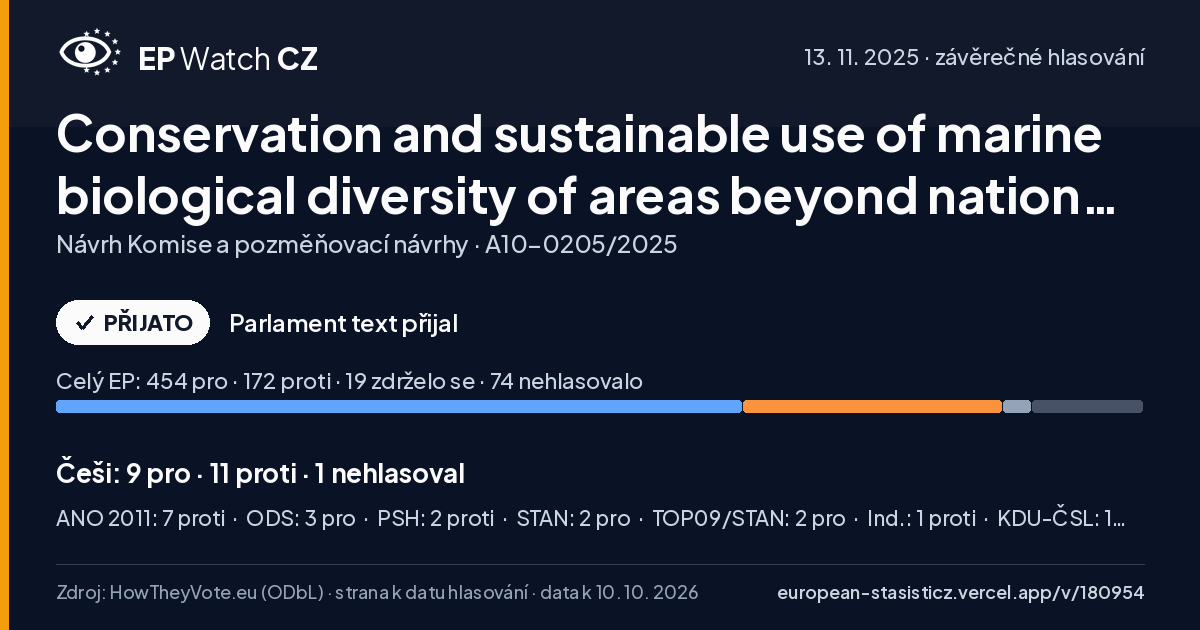 EP Watch CZ
13. 11. 2025 · závěrečné hlasování
Conservation and sustainable use of marine
biological diversity of areas beyond nation…
Návrh Komise a pozměňovací návrhy · A10–0205/2025
✓ PŘIJATO
Parlament text přijal
Celý EP: 454 pro · 172 proti · 19 zdrželo se · 74 nehlasovalo
Češi: 9 pro · 11 proti · 1 nehlasoval
ANO 2011: 7 proti · ODS: 3 pro · PSH: 2 proti · STAN: 2 pro · TOP09/STAN: 2 pro · Ind.: 1 proti · KDU-ČSL: 1…
Zdroj: HowTheyVote.eu (ODbL) · strana k datu hlasování · data k 10. 10. 2026
european-stasisticz.vercel.app/v/180954